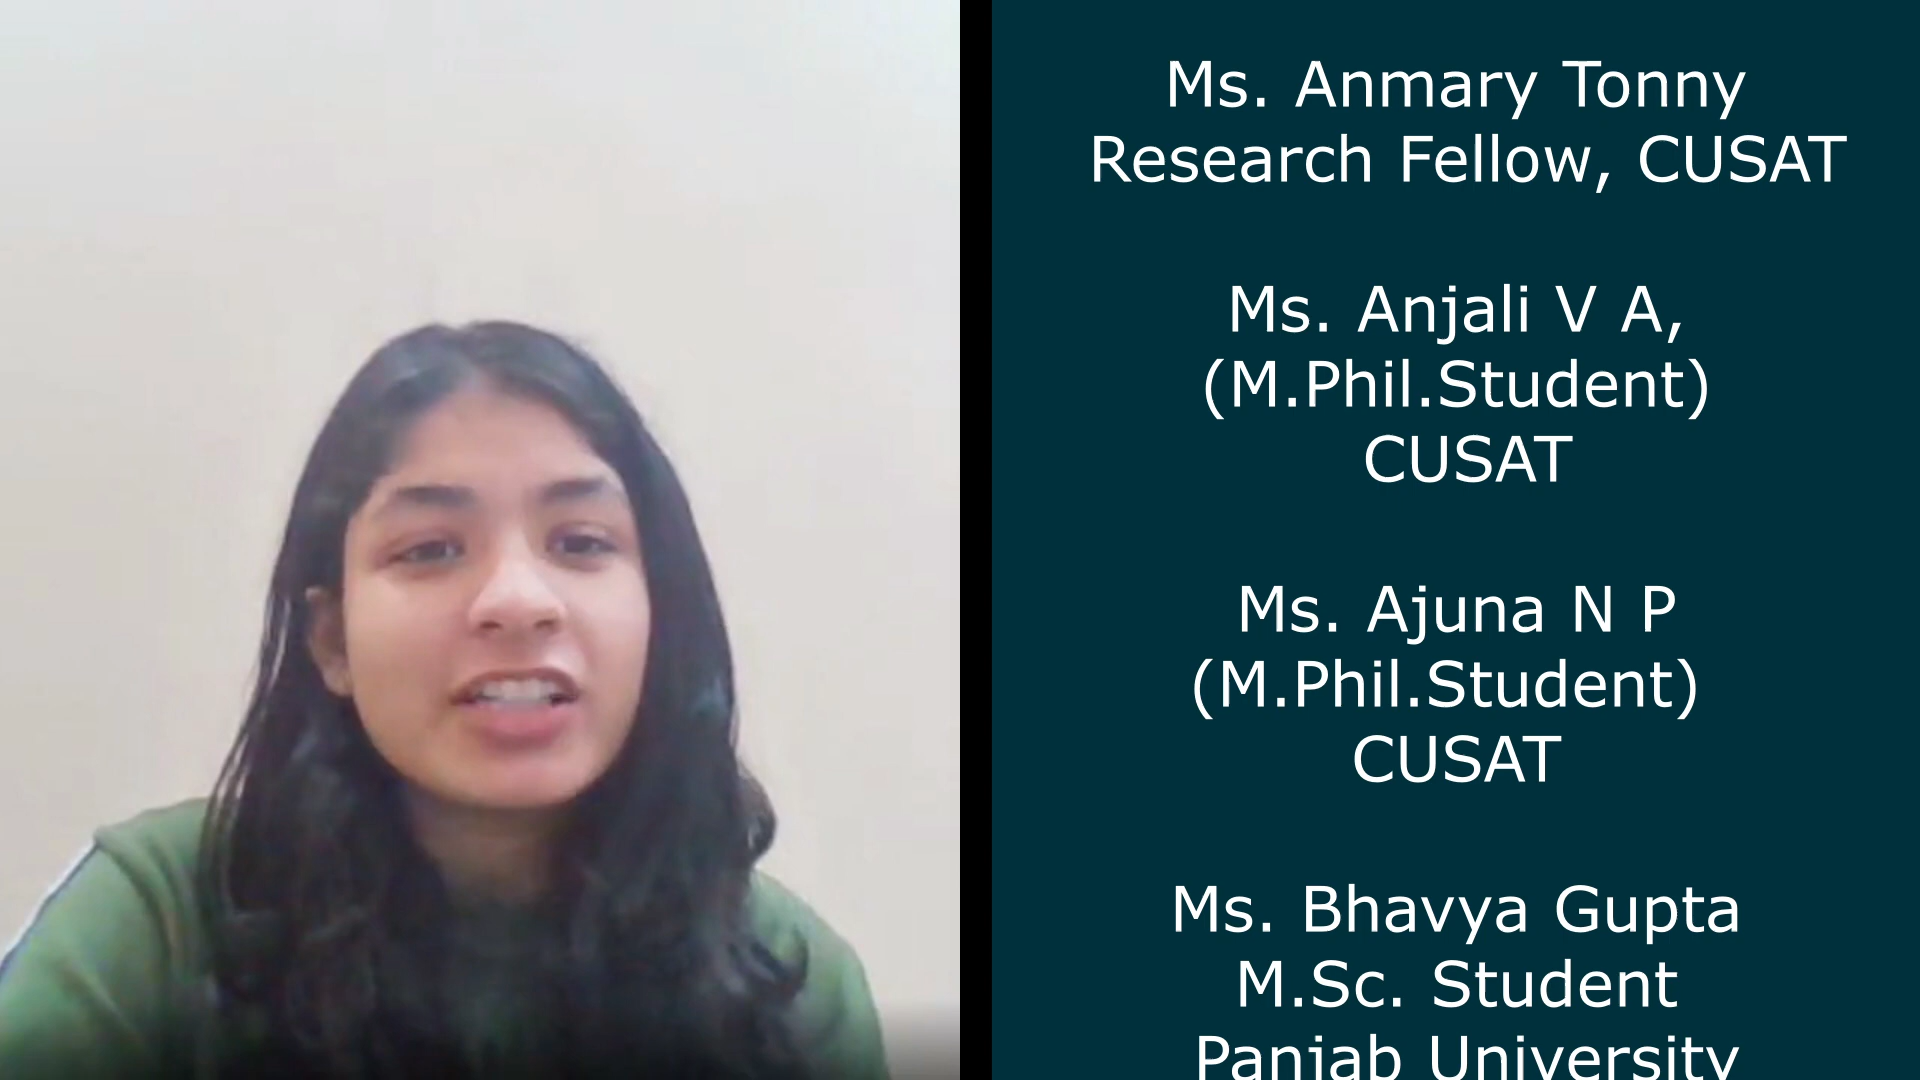 Ms. Anmary Tonny
Research Fellow, CUSAT
Ms. Anjali V A,
(M.Phil.Student)
CUSAT
Ms. Ajuna N P
(M.Phil.Student)
CUSAT
Ms. Bhavya Gupta
M.Sc. Student
Panjab University